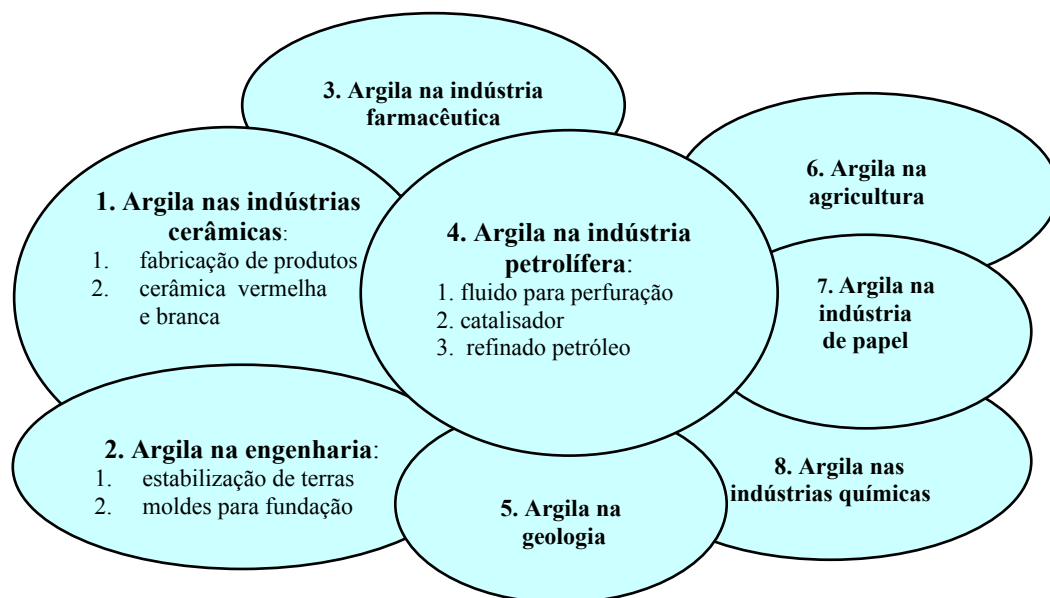 3. Argila na indústria
farmacêutica
1. Argila nas indústrias
cerâmicas:
1. fabricação de produtos
2. cerâmica vermelha
e branca
4. Argila na indústria
petrolífera:
1. fluido para perfuração
2. catalisador
3. refinado petróleo
6. Argila na
agricultura
7. Argila na
indústria
de papel
2. Argila na engenharia:
1. estabilização de terras
2. moldes para fundação
5. Argila na
geologia
8. Argila nas
indústrias químicas